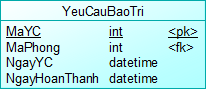 YeuCauBaoTri
MaYC int <pk>
MaPhong int <fk>
NgayYC datetime
NgayHoanThanh datetime